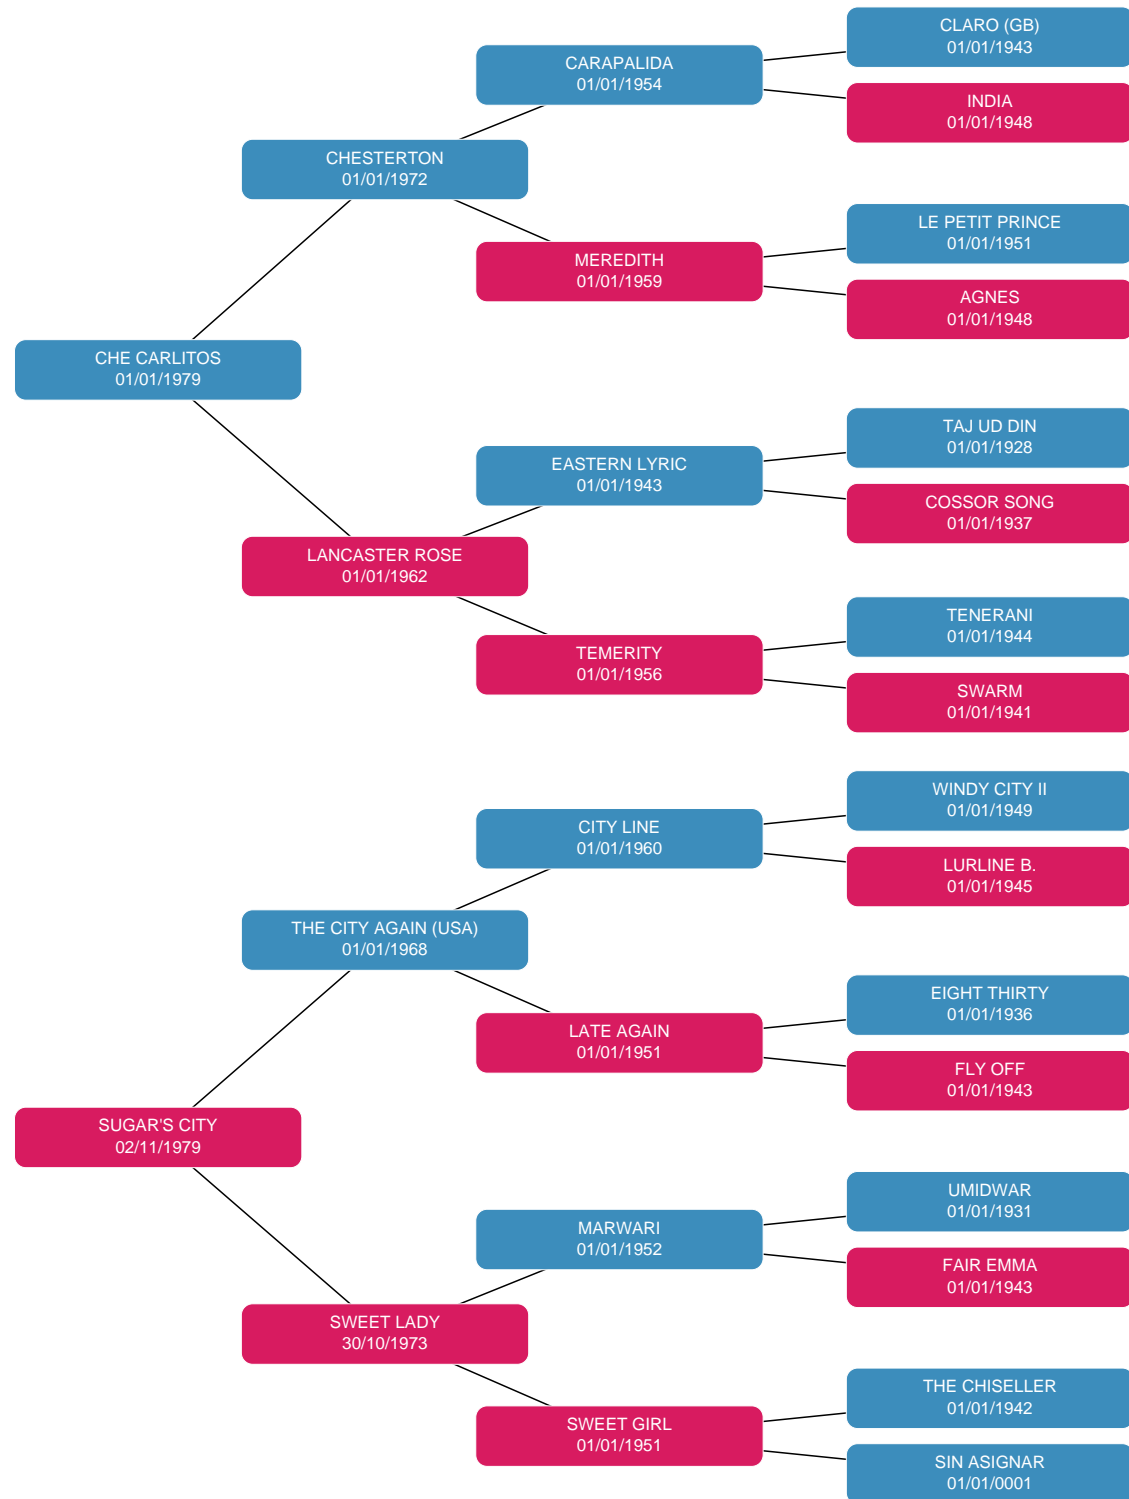 CLARO (GB)
01/01/1943
CARAPALIDA
01/01/1954
INDIA
01/01/1948
CHESTERTON
01/01/1972
LE PETIT PRINCE
01/01/1951
MEREDITH
01/01/1959
AGNES
01/01/1948
CHE CARLITOS
01/01/1979
TAJ UD DIN
01/01/1928
EASTERN LYRIC
01/01/1943
COSSOR SONG
01/01/1937
LANCASTER ROSE
01/01/1962
TENERANI
01/01/1944
TEMERITY
01/01/1956
SWARM
01/01/1941
WINDY CITY II
01/01/1949
CITY LINE
01/01/1960
LURLINE B.
01/01/1945
THE CITY AGAIN (USA)
01/01/1968
EIGHT THIRTY
01/01/1936
LATE AGAIN
01/01/1951
FLY OFF
01/01/1943
SUGAR'S CITY
02/11/1979
UMIDWAR
01/01/1931
MARWARI
01/01/1952
FAIR EMMA
01/01/1943
SWEET LADY
30/10/1973
THE CHISELLER
01/01/1942
SWEET GIRL
01/01/1951
SIN ASIGNAR
01/01/0001